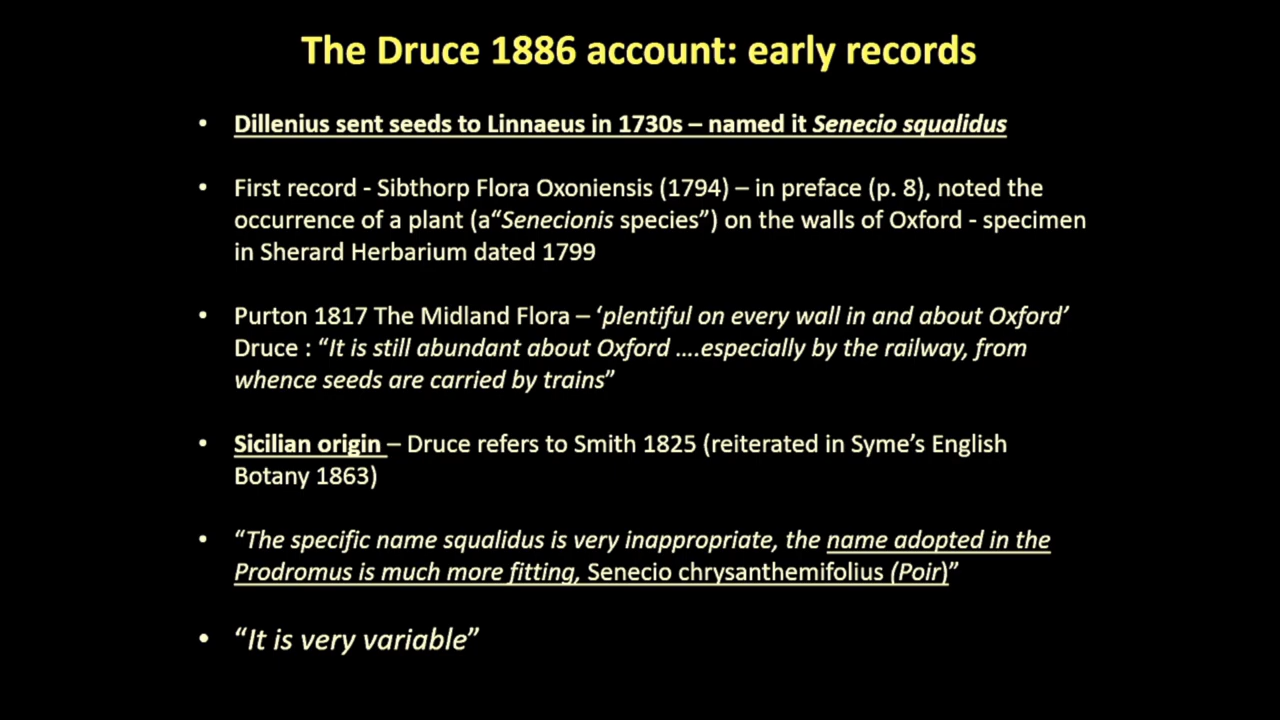 The Druce 1886 account: early records
• Dillenius sent seeds to Linnaeus in 1730s – named it Senecio squalidus
• First record - Sibthorp Flora Oxoniensis (1794) – in preface (p. 8), noted the
occurrence of a plant (a“Senecionis species”) on the walls of Oxford - specimen
in Sherard Herbarium dated 1799
• Purton 1817 The Midland Flora – ‘plentiful on every wall in and about Oxford’
Druce : “It is still abundant about Oxford ….especially by the railway, from
whence seeds are carried by trains”
• Sicilian origin – Druce refers to Smith 1825 (reiterated in Syme’s English
Botany 1863)
• “The specific name squalidus is very inappropriate, the name adopted in the
Prodromus is much more fitting, Senecio chrysanthemifolius (Poir)”
• “It is very variable”